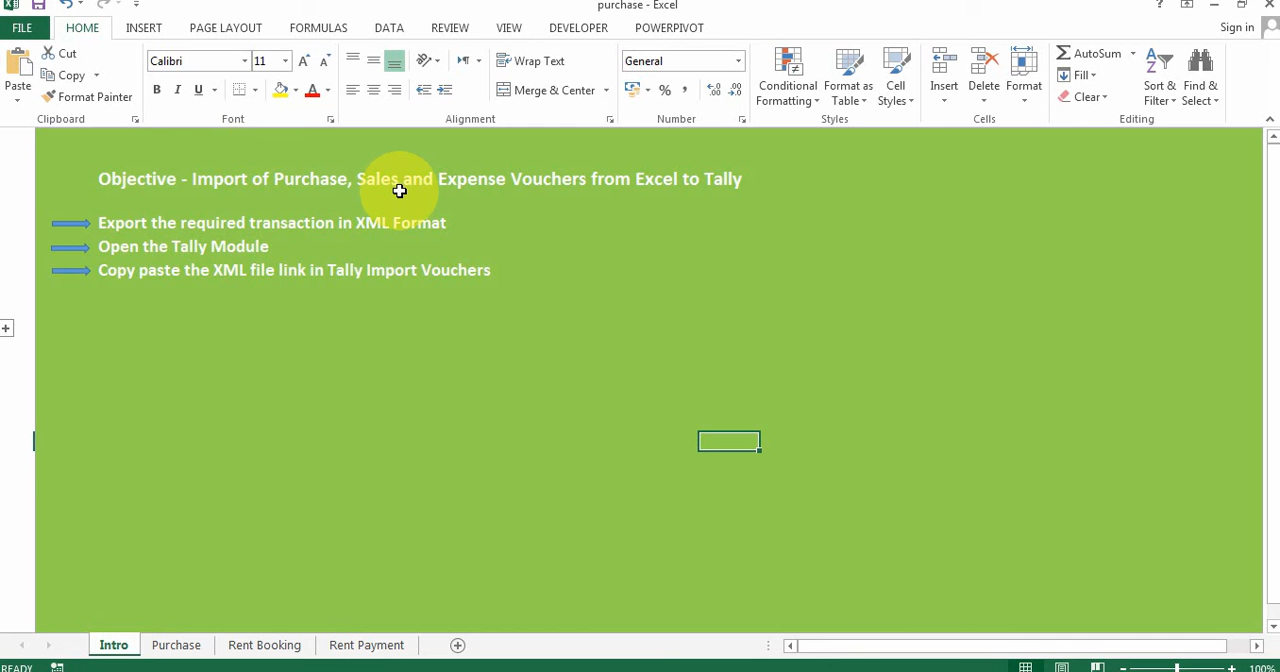 purchase - Excel
FILE HOME INSERT PAGE LAYOUT FORMULAS DATA REVIEW VIEW DEVELOPER POWERPIVOT Sign in
Paste Cut Copy Format Painter
Calibri 11
B I U A
Wrap Text
Merge & Center
General
%
Conditional Formatting
Format as Table
Cell Styles
Insert Delete Format
AutoSum
Fill
Clear
Sort & Filter
Find & Select
Clipboard Font Alignment Number Styles Cells Editing
Objective - Import of Purchase, Sales and Expense Vouchers from Excel to Tally
Export the required transaction in XML Format
Open the Tally Module
Copy paste the XML file link in Tally Import Vouchers
Intro Purchase Rent Booking Rent Payment
READY 100%